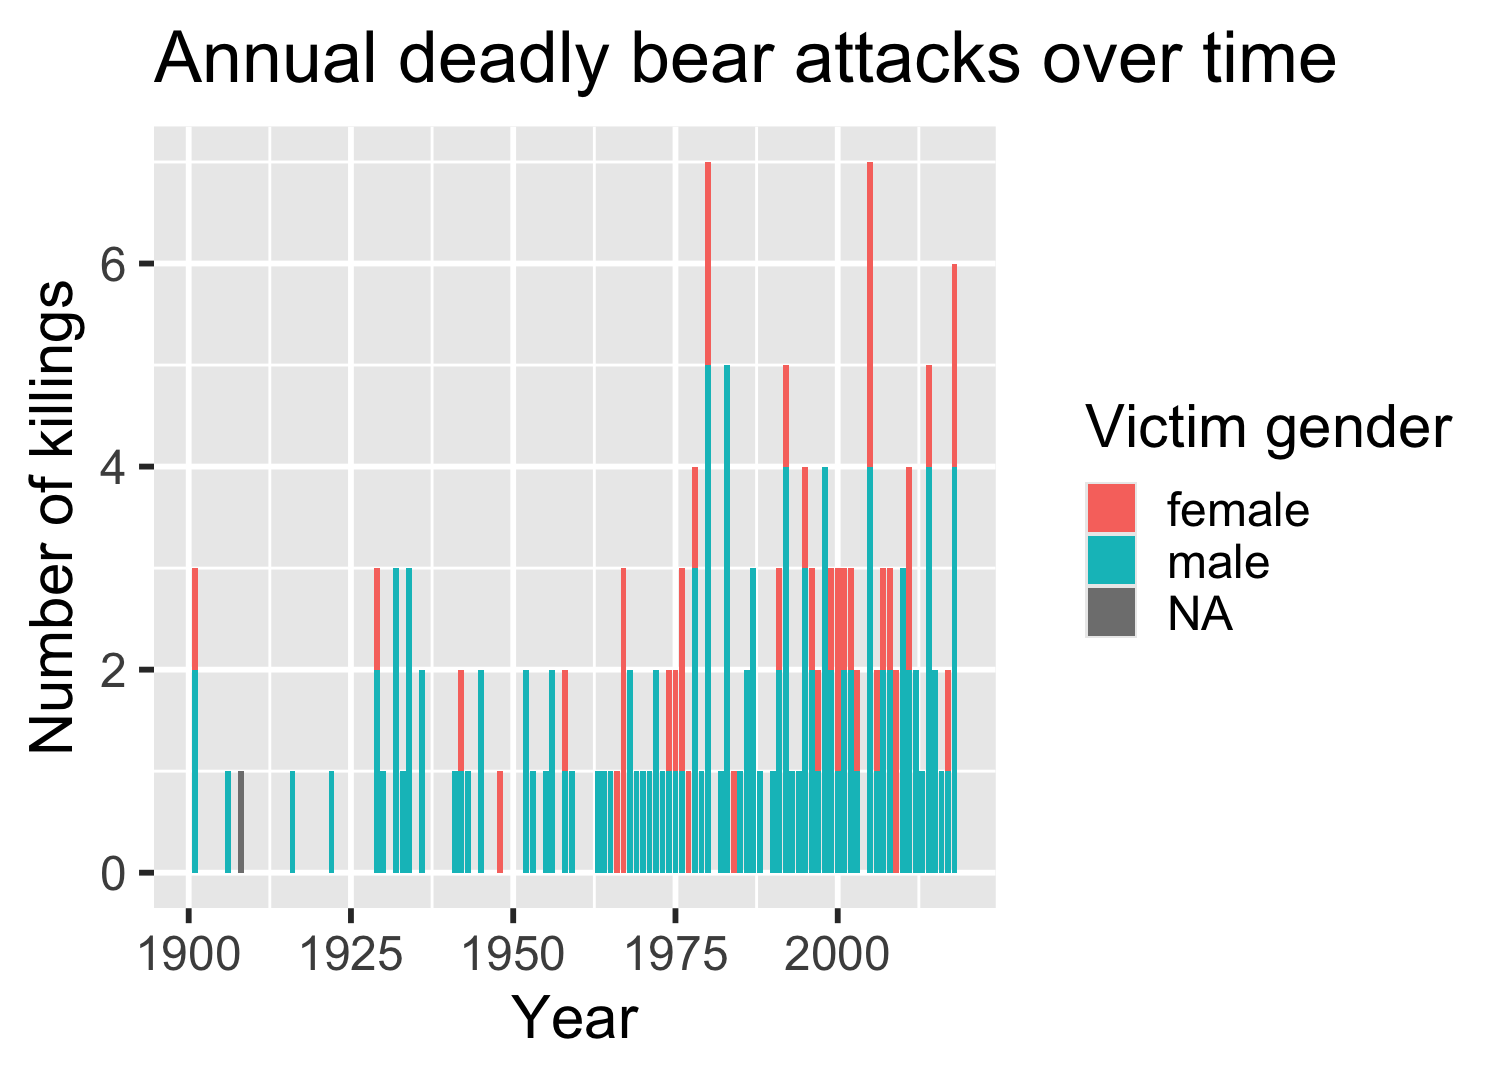 Annual deadly bear attacks over time
Number of killings
6
4
2
0
1900 1925 1950 1975 2000
Year
Victim gender
female
male
NA